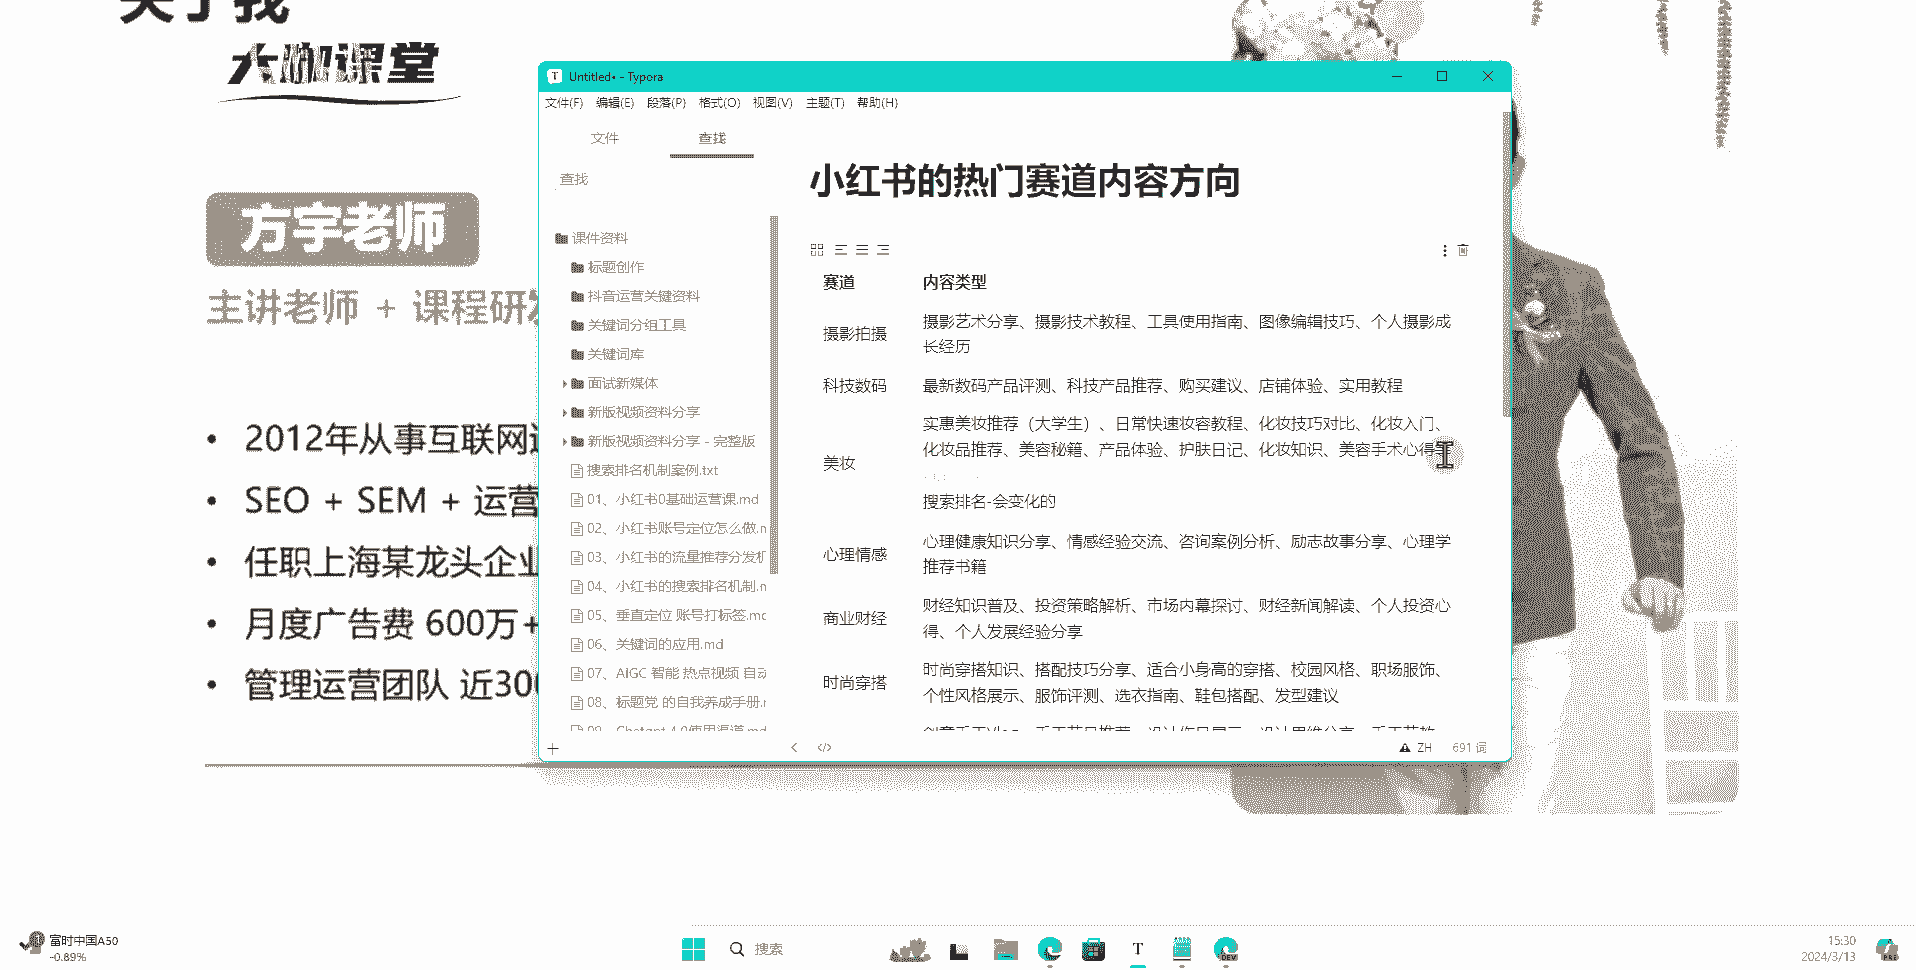 大咖课堂
方宇老师
主讲老师 + 课程研
2012年从事互联网
SEO + SEM + 运营
任职上海某龙头企业
月度广告费 600万+
管理运营团队 近300
Untitled• - Typora
文件(F) 编辑(E) 段落(P) 格式(O) 视图(V) 主题(T) 帮助(H)
文件 查找
查找
课件资料
标题创作
抖音运营关键资料
关键词分组工具
关键词库
面试新媒体
新版视频资料分享
新版视频资料分享 - 完整版
搜索排名机制案例.txt
01、小红书0基础运营课.md
02、小红书账号定位怎么做.
03、小红书的流量推荐分发机
04、小红书的搜索排名机制.
05、垂直定位 账号打标签.m
06、关键词的应用.md
07、AIGC 智能 热点视频 自动
08、标题党 的自我养成手册.
小红书的热门赛道内容方向
赛道 内容类型
摄影拍摄 摄影艺术分享、摄影技术教程、工具使用指南、图像编辑技巧、个人摄影成
长经历
科技数码 最新数码产品评测、科技产品推荐、购买建议、店铺体验、实用教程
美妆 实惠美妆推荐（大学生）、日常快速妆容教程、化妆技巧对比、化妆入门、
化妆品推荐、美容秘籍、产品体验、护肤日记、化妆知识、美容手术心得
搜索排名-会变化的
心理情感 心理健康知识分享、情感经验交流、咨询案例分析、励志故事分享、心理学
推荐书籍
商业财经 财经知识普及、投资策略解析、市场内幕探讨、财经新闻解读、个人投资心
得、个人发展经验分享
时尚穿搭 时尚穿搭知识、搭配技巧分享、适合小身高的穿搭、校园风格、职场服饰、
个性风格展示、服饰评测、选衣指南、鞋包搭配、发型建议
ZH 691 词
富时中国A50
-0.89%
搜索
T
DEV
15:30
2024/3/13
PRE